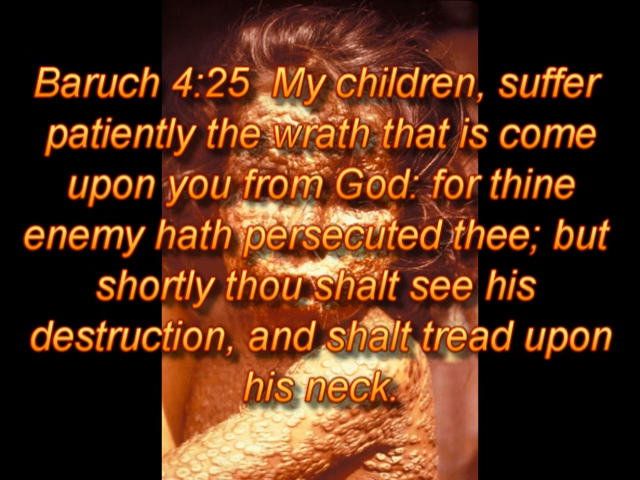 Baruch 4:25 My children, suffer
patiently the wrath that is come
upon you from God: for thine
enemy hath persecuted thee; but
shortly thou shalt see his
destruction, and shalt tread upon
his neck.